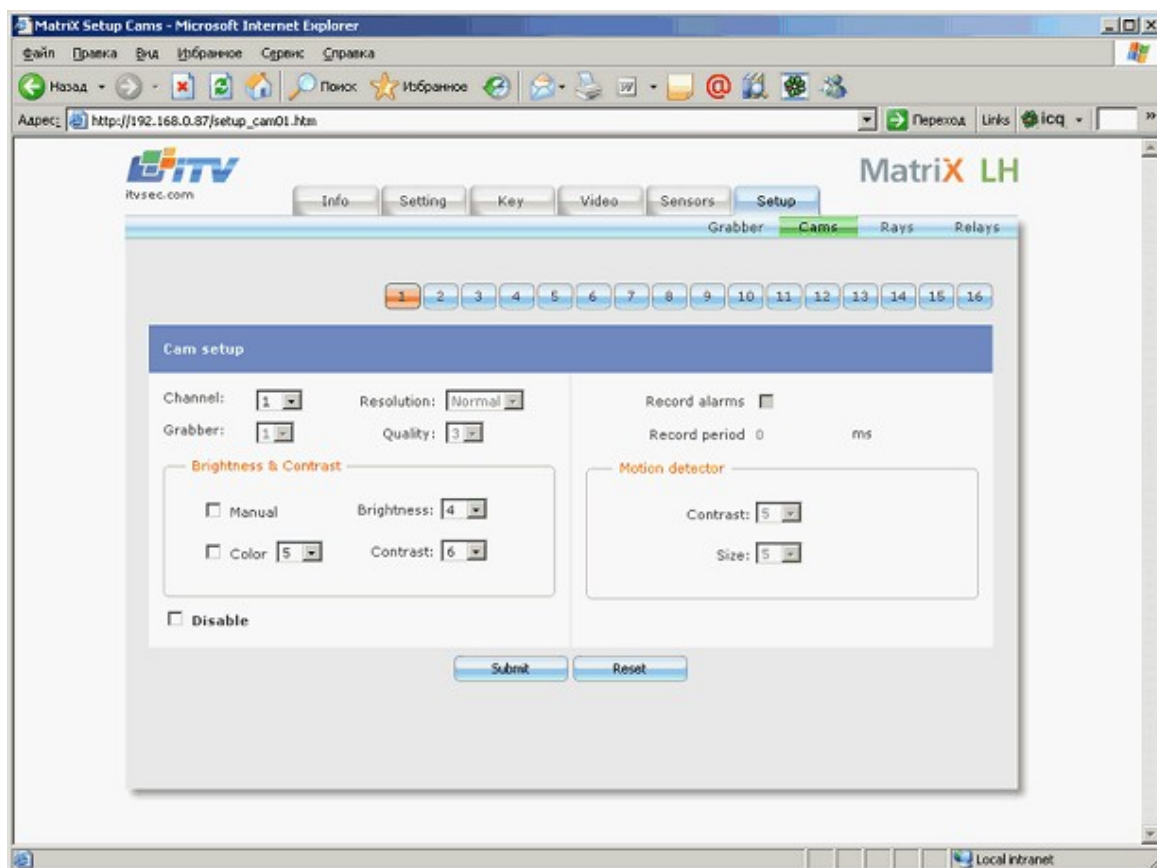 MatriX Setup Cams - Microsoft Internet Explorer
Файл Правка Вид Избранное Сервис Справка
Назад Поиск Избранное
Адрес: http://192.168.0.87/setup_cam01.htm Переход Links icq
iTV MatriX LH
itvsec.com
Info Setting Key Video Sensors Setup
Grabber Cams Rays Relays
1 2 3 4 5 6 7 8 9 10 11 12 13 14 15 16
Cam setup
Channel: 1 Resolution: Normal Record alarms
Grabber: 1 Quality: 3 Record period 0 ms
Brightness & Contrast Motion detector
Manual Brightness: 4 Contrast: 5
Color 5 Contrast: 6 Size: 5
Disable
Submit Reset
Local intranet